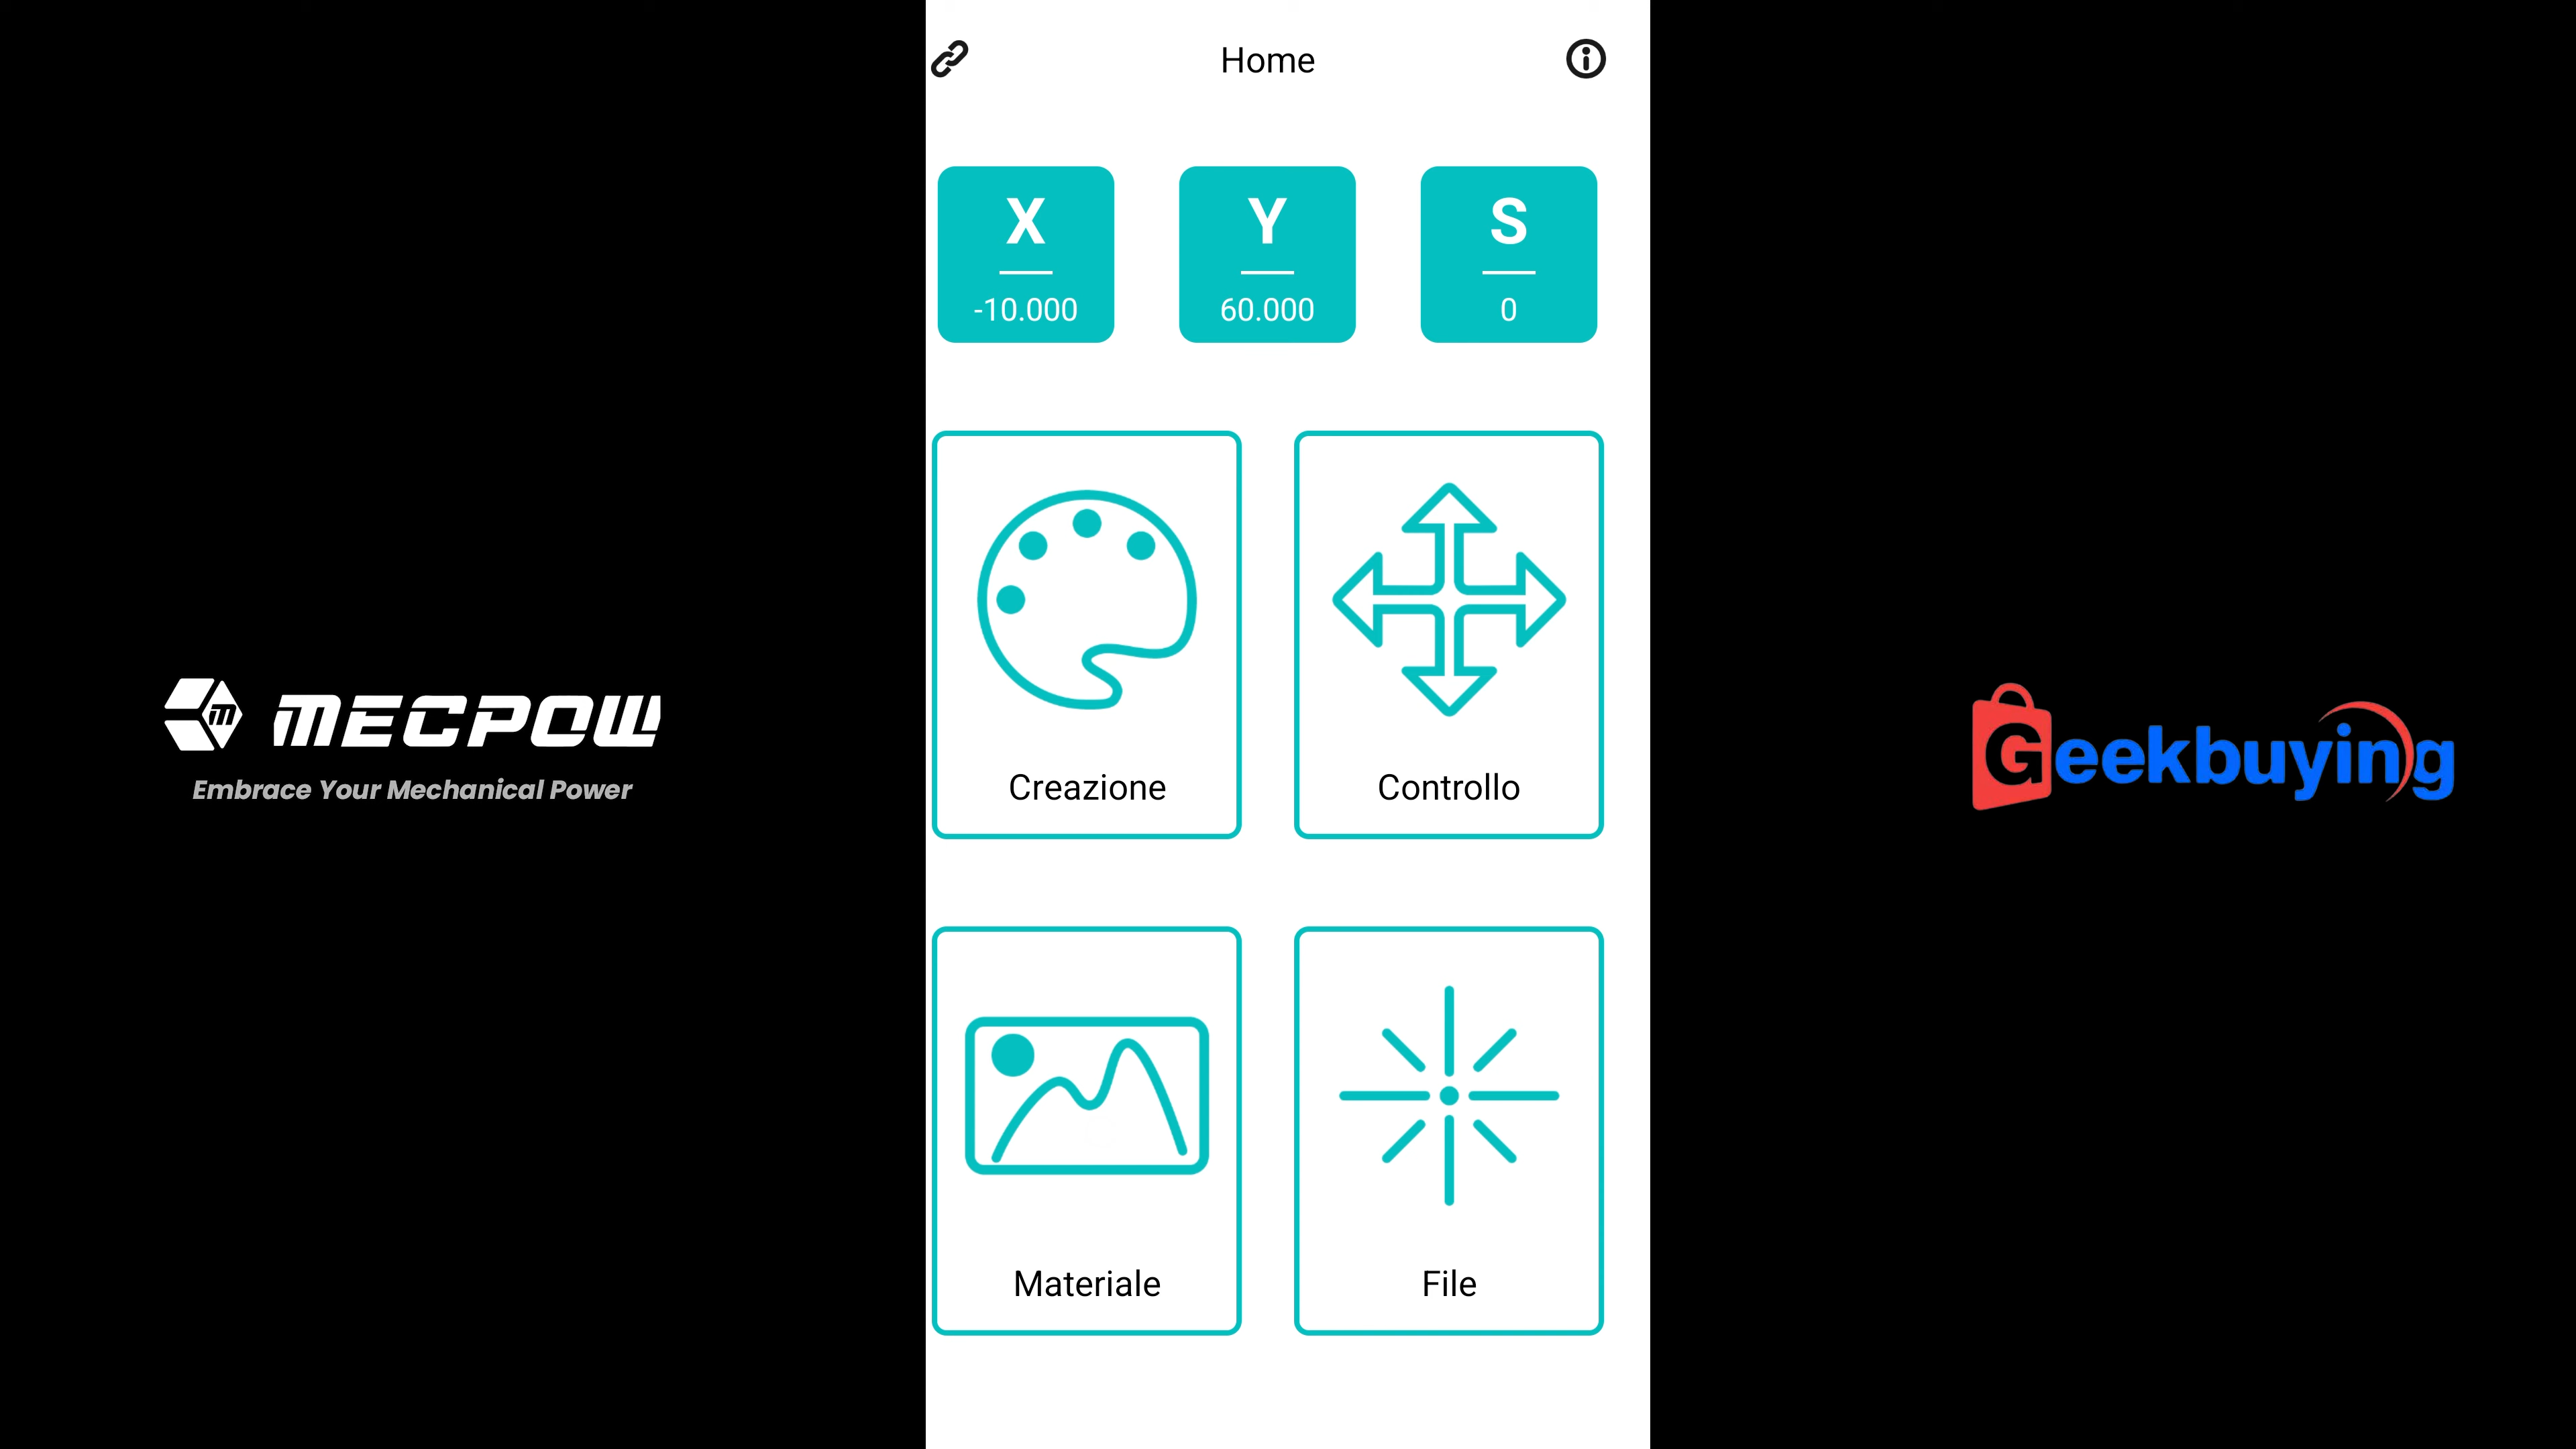 Home
X
Y
S
-10.000
60.000
0
Creazione
Controllo
MECPOW
Embrace Your Mechanical Power
Geekbuying
Materiale
File